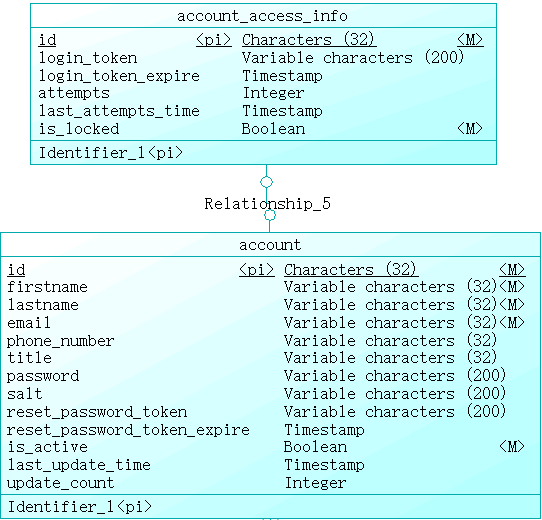 account_access_info
id <pi> Characters (32) <M>
login_token Variable characters (200)
login_token_expire Timestamp
attempts Integer
last_attempts_time Timestamp
is_locked Boolean <M>
Identifier_1<pi>
Relationship_5
account
id <pi> Characters (32) <M>
firstname Variable characters (32)<M>
lastname Variable characters (32)<M>
email Variable characters (32)<M>
phone_number Variable characters (32)
title Variable characters (32)
password Variable characters (200)
salt Variable characters (200)
reset_password_token Variable characters (200)
reset_password_token_expire Timestamp
is_active Boolean <M>
last_update_time Timestamp
update_count Integer
Identifier_1<pi>